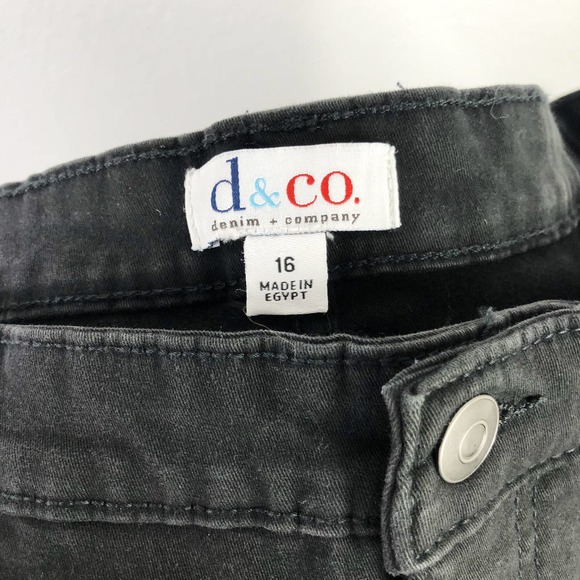 d&co.
denim + company
16
MADE IN
EGYPT